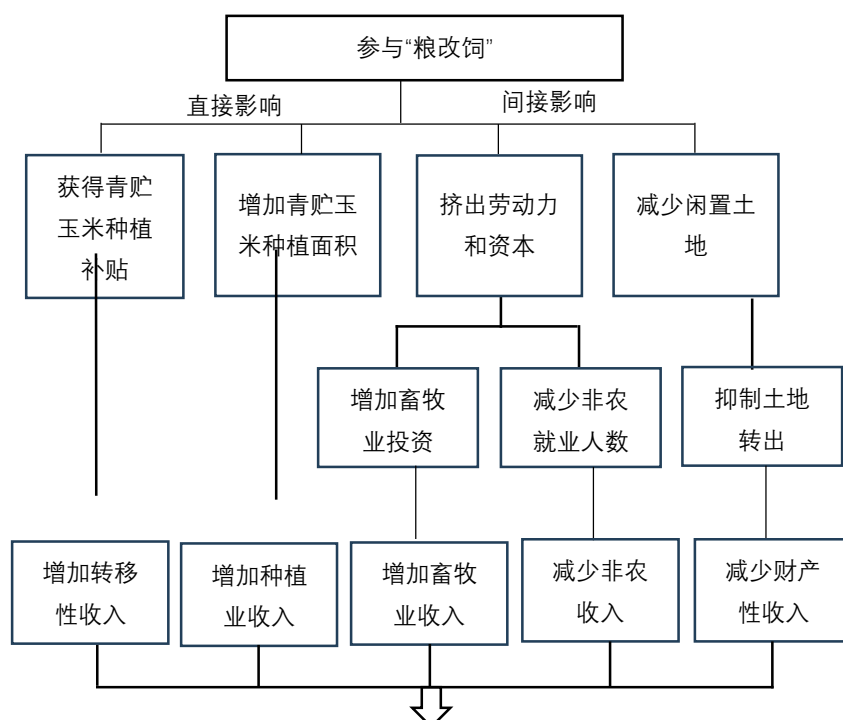 参与“粮改饲”
直接影响
间接影响
获得青贮
玉米种植
补贴
增加青贮玉
米种植面积
挤出劳动力
和资本
减少闲置土
地
增加畜牧
业投资
减少非农
就业人数
抑制土地
转出
增加转移
性收入
增加种植
业收入
增加畜牧
业收入
减少非农
收入
减少财产
性收入